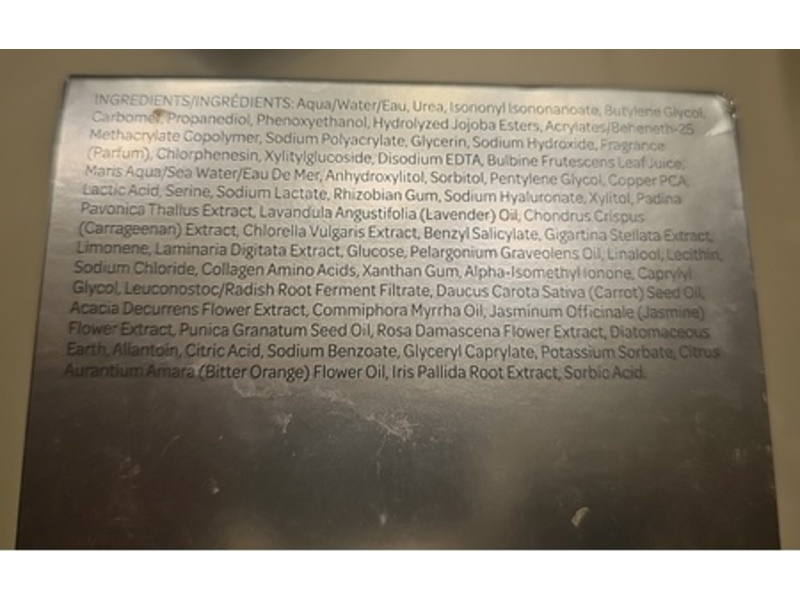 INGREDIENTS/INGRÉDIENTS: Aqua/Water/Eau, Urea, Isononyl Isononanoate, Butylene Glycol,
Carbomer, Propanediol, Phenoxyethanol, Hydrolyzed Jojoba Esters, Acrylates/Beheneth-25
Methacrylate Copolymer, Sodium Polyacrylate, Glycerin, Sodium Hydroxide, Fragrance
(Parfum), Chlorphenesin, Xylitylglucoside, Disodium EDTA, Bulbine Frutescens Leaf Juice,
Maris Aqua/Sea Water/Eau De Mer, Anhydroxylitol, Sorbitol, Pentylene Glycol, Copper PCA,
Lactic Acid, Serine, Sodium Lactate, Rhizobian Gum, Sodium Hyaluronate, Xylitol, Padina
Pavonica Thallus Extract, Lavandula Angustifolia (Lavender) Oil, Chondrus Crispus
(Carrageenan) Extract, Chlorella Vulgaris Extract, Benzyl Salicylate, Gigartina Stellata Extract,
Limonene, Laminaria Digitata Extract, Glucose, Pelargonium Graveolens Oil, Linalool, Lecithin,
Sodium Chloride, Collagen Amino Acids, Xanthan Gum, Alpha-Isomethyl Ionone, Caprylyl
Glycol, Leuconostoc/Radish Root Ferment Filtrate, Daucus Carota Sativa (Carrot) Seed Oil,
Acacia Decurrens Flower Extract, Commiphora Myrrha Oil, Jasminum Officinale (Jasmine)
Flower Extract, Punica Granatum Seed Oil, Rosa Damascena Flower Extract, Diatomaceous
Earth, Allantoin, Citric Acid, Sodium Benzoate, Glyceryl Caprylate, Potassium Sorbate, Citrus
Aurantium Amara (Bitter Orange) Flower Oil, Iris Pallida Root Extract, Sorbic Acid.